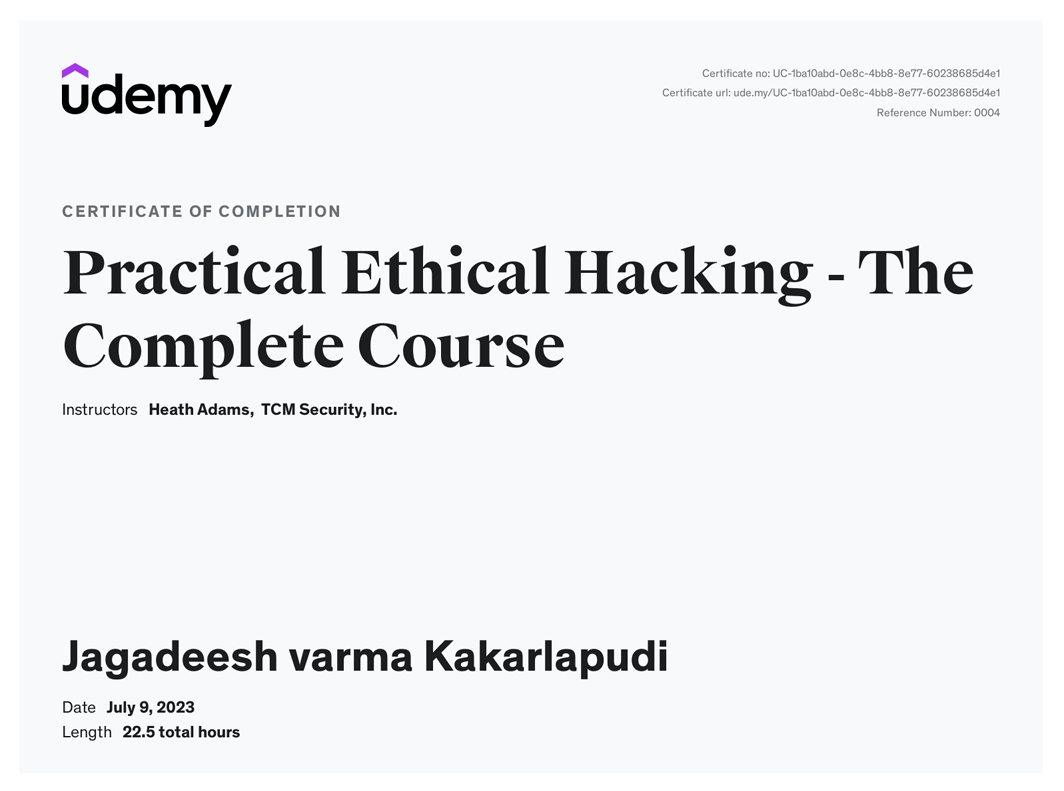 udemy
Certificate no: UC-1ba10abd-0e8c-4bb8-8e77-60238685d4e1
Certificate url: ude.my/UC-1ba10abd-0e8c-4bb8-8e77-60238685d4e1
Reference Number: 0004
CERTIFICATE OF COMPLETION
Practical Ethical Hacking - The
Complete Course
Instructors Heath Adams, TCM Security, Inc.
Jagadeesh varma Kakarlapudi
Date July 9, 2023
Length 22.5 total hours